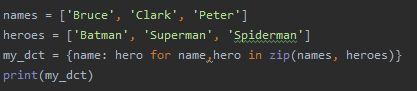 names = ['Bruce', 'Clark', 'Peter']
heroes = ['Batman', 'Superman', 'Spiderman']
my_dct = {name: hero for name,hero in zip(names, heroes)}
print(my_dct)